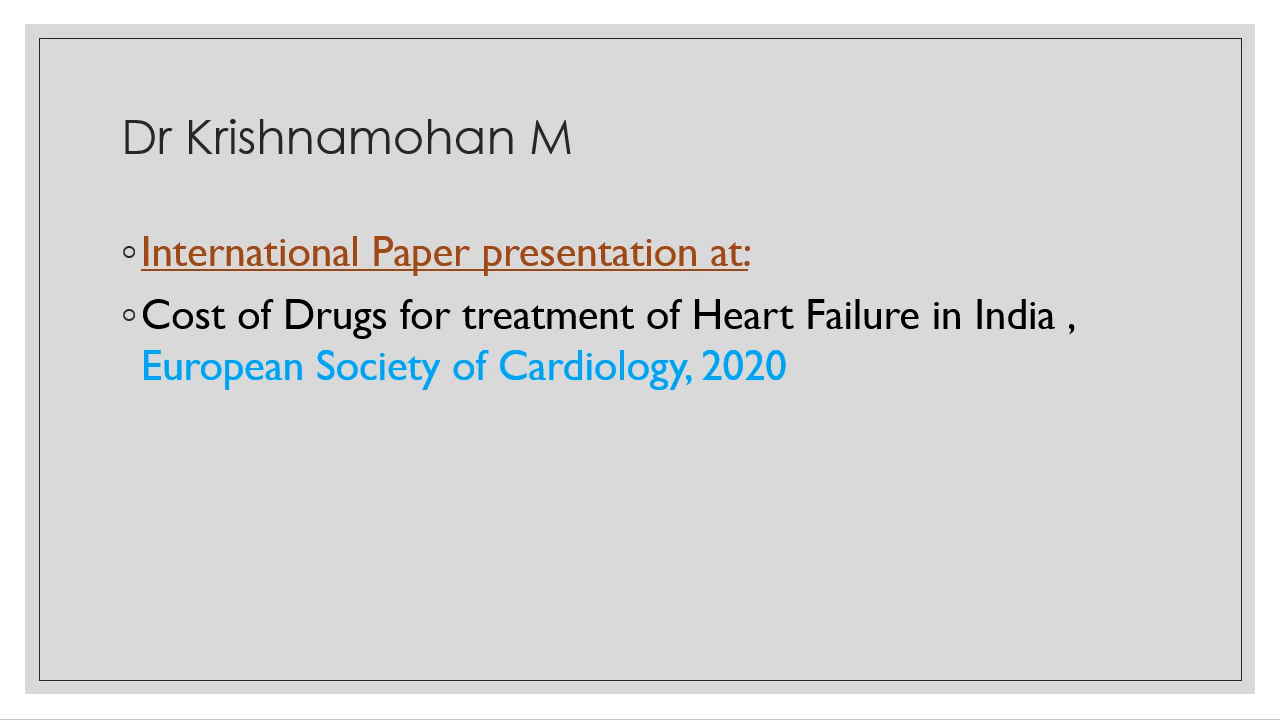 Dr Krishnamohan M
◦International Paper presentation at:
◦Cost of Drugs for treatment of Heart Failure in India ,
European Society of Cardiology, 2020